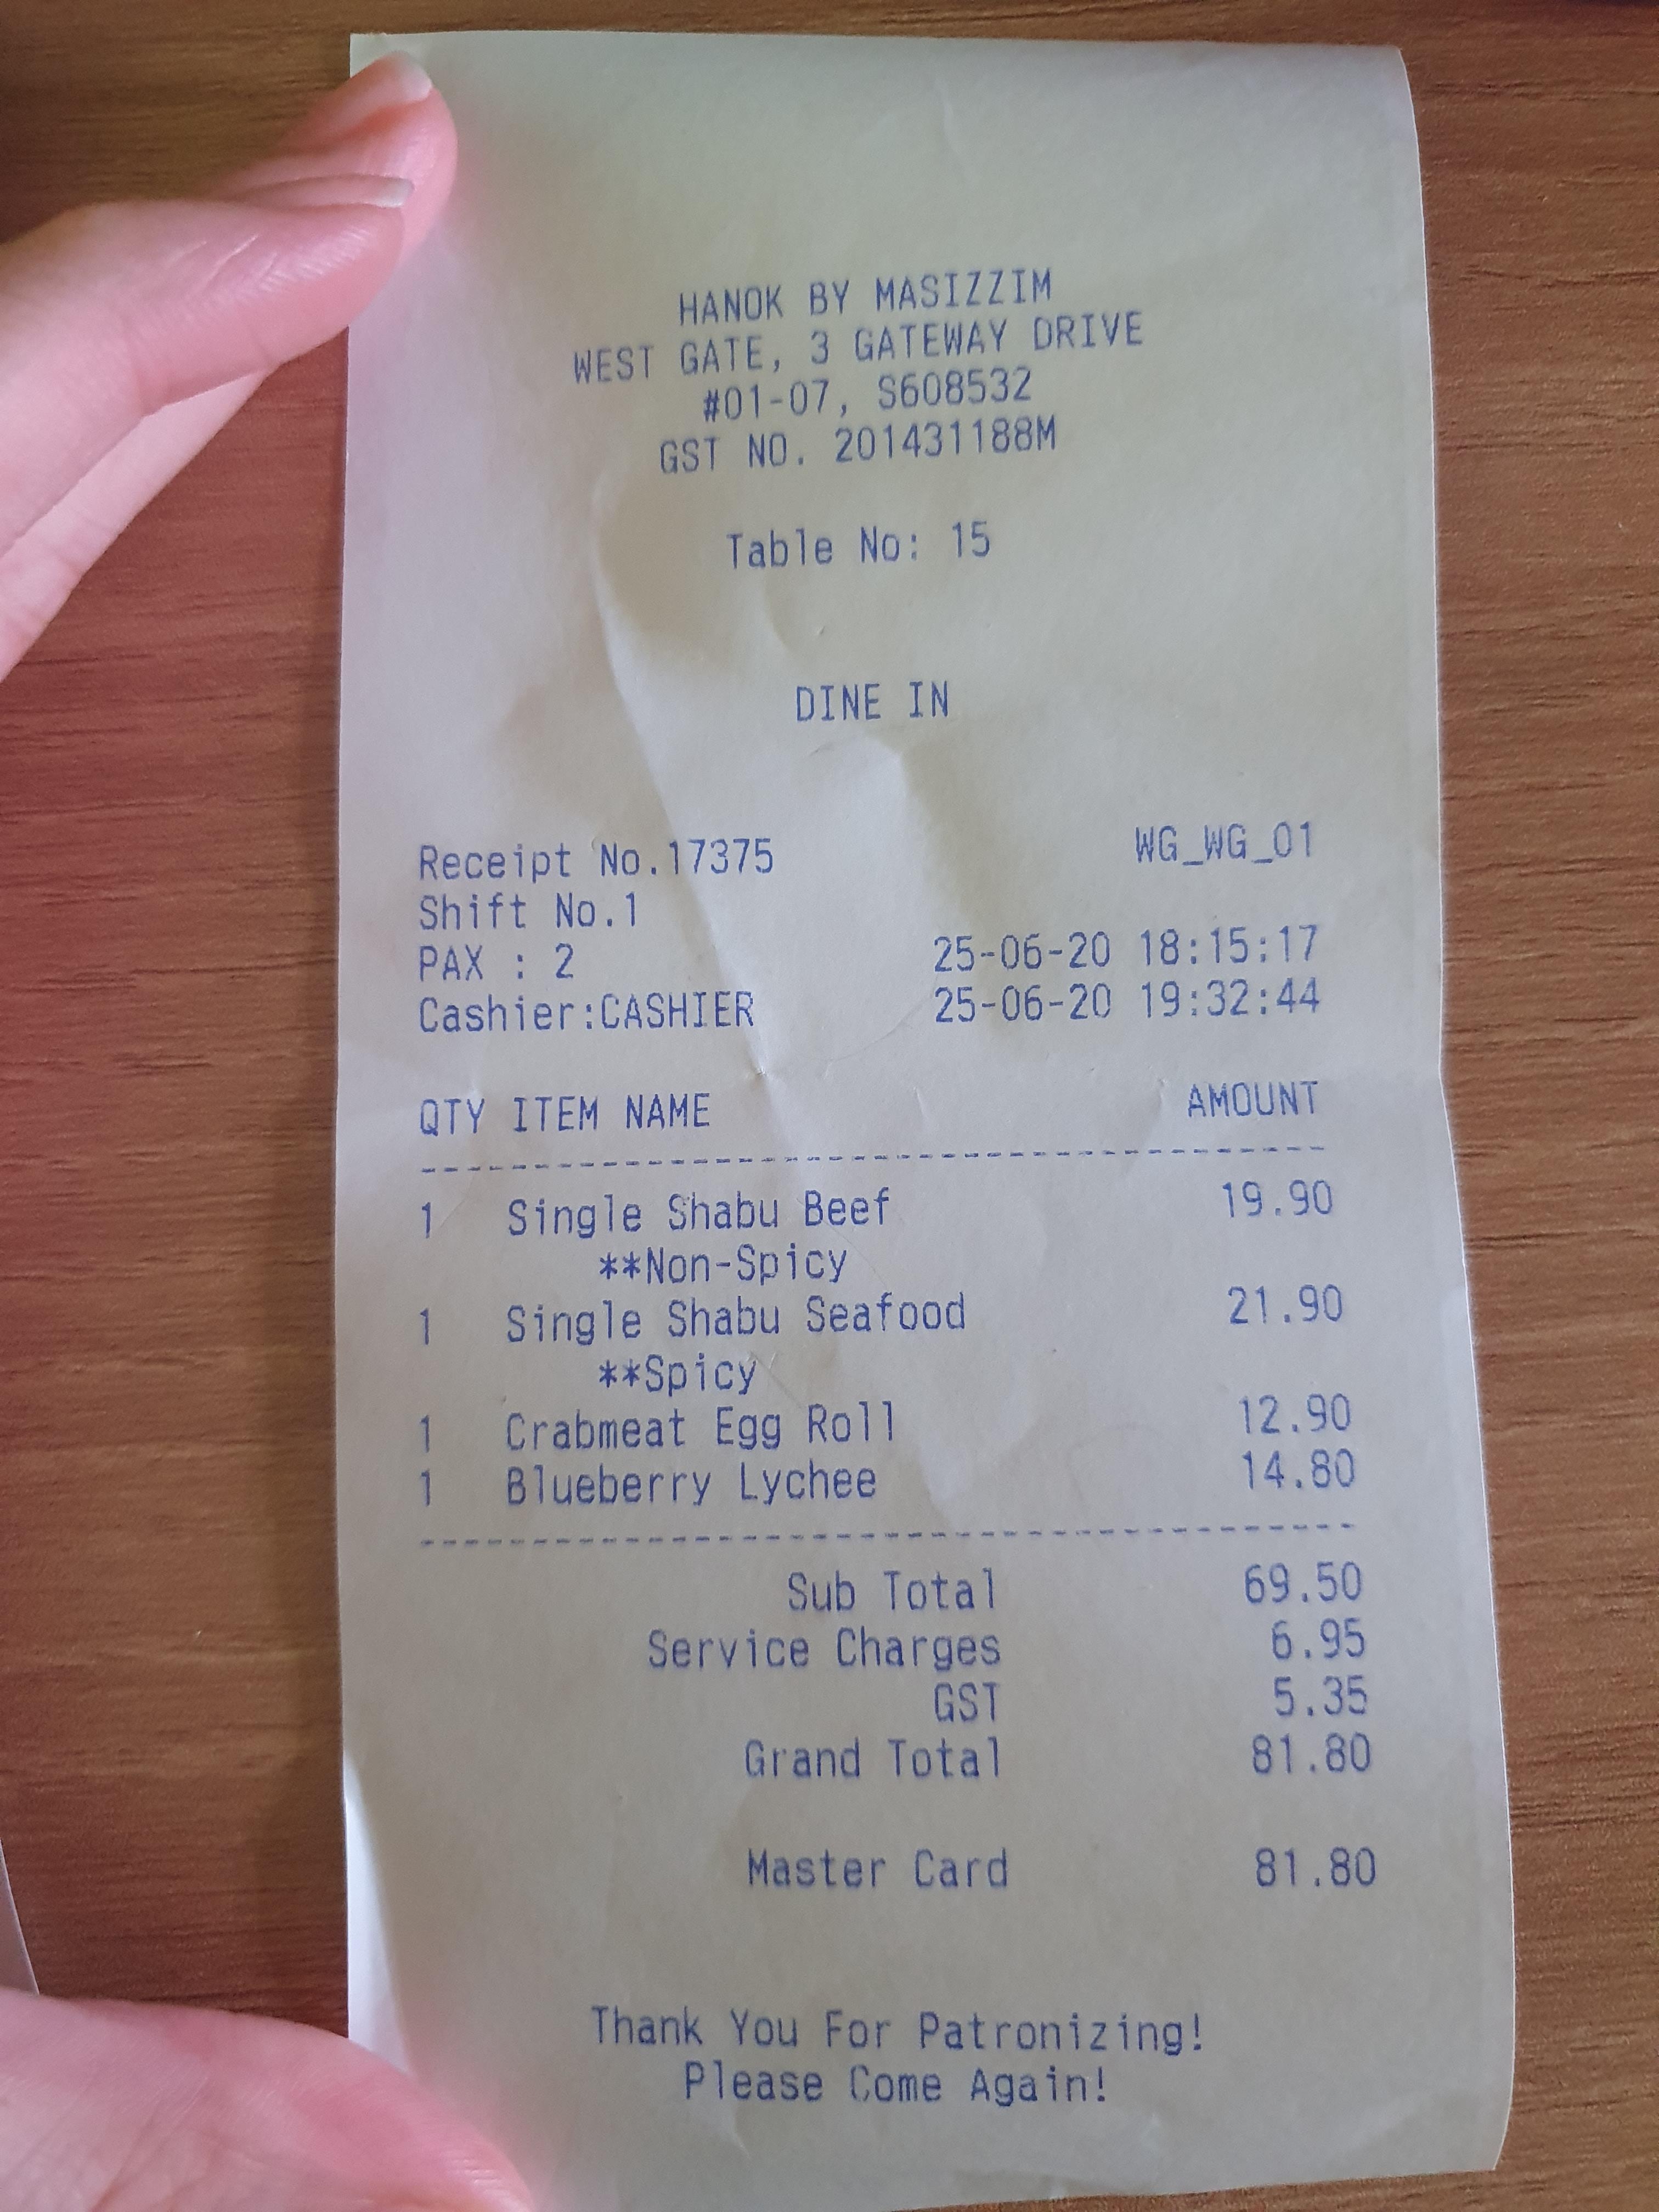 HANOK BY MASIZZIM
WEST GATE, 3 GATEWAY DRIVE
#01-07, S608532
GST NO. 201431188M
Table No: 15
DINE IN
Receipt No.17375 WG_WG_01
Shift No.1
PAX : 2 25-06-20 18:15:17
Cashier:CASHIER 25-06-20 19:32:44
QTY ITEM NAME AMOUNT
1 Single Shabu Beef 19.90
**Non-Spicy
1 Single Shabu Seafood 21.90
**Spicy
1 Crabmeat Egg Roll 12.90
1 Blueberry Lychee 14.80
Sub Total 69.50
Service Charges 6.95
GST 5.35
Grand Total 81.80
Master Card 81.80
Thank You For Patronizing!
Please Come Again!